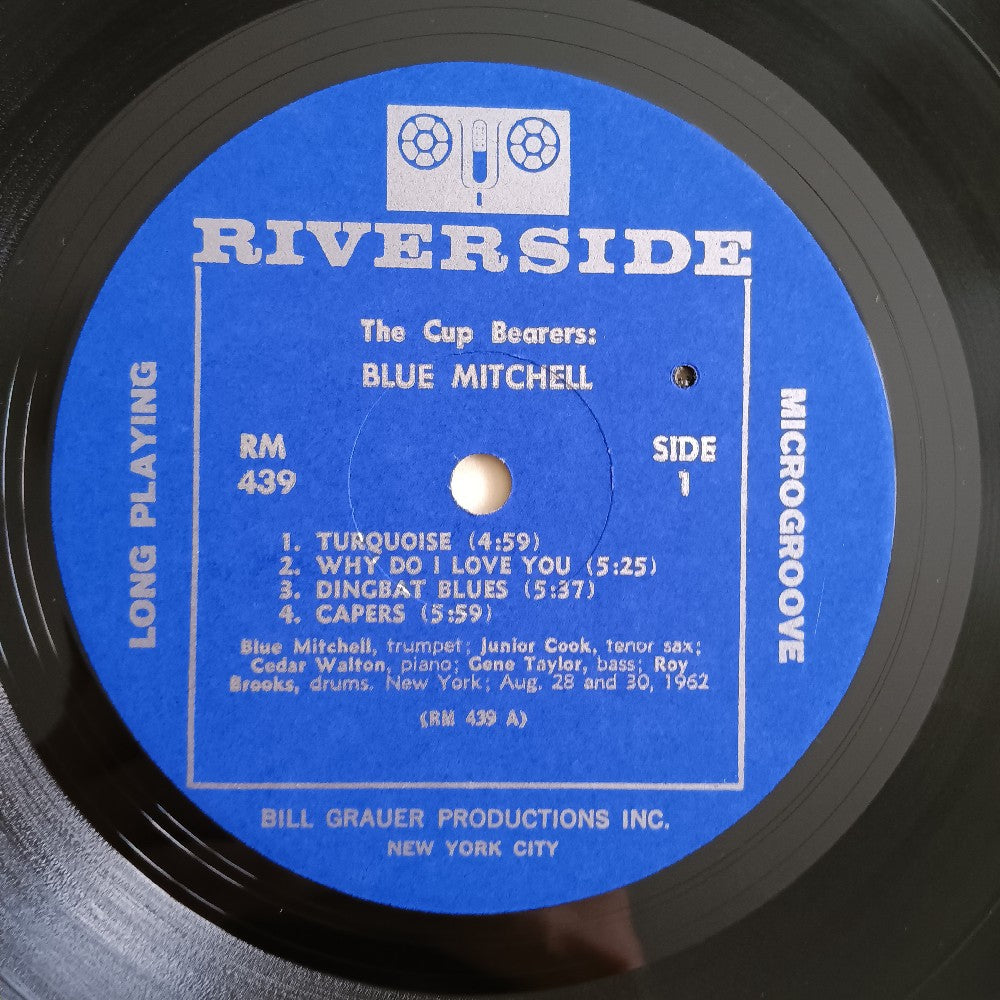 RIVERSIDE
The Cup Bearers:
BLUE MITCHELL
RM
439
SIDE
1
LONG PLAYING
MICROGROOVE
1. TURQUOISE (4:59)
2. WHY DO I LOVE YOU (5:25)
3. DINGBAT BLUES (5:37)
4. CAPERS (5:59)
Blue Mitchell, trumpet; Junior Cook, tenor sax;
Cedar Walton, piano; Gene Taylor, bass; Roy
Brooks, drums. New York; Aug. 28 and 30, 1962
(RM 439 A)
BILL GRAUER PRODUCTIONS INC.
NEW YORK CITY